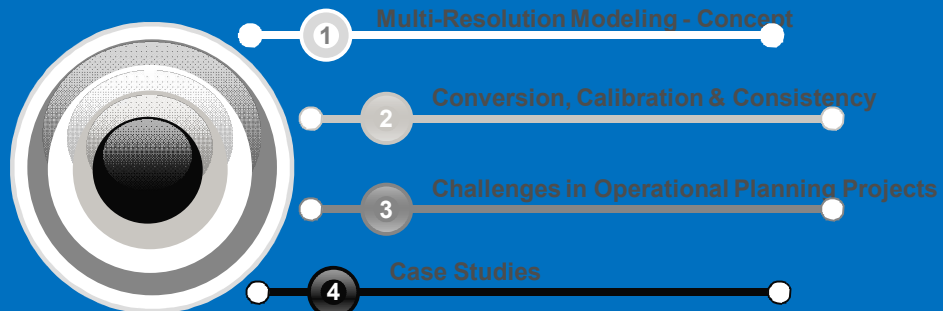 Multi-Resolution Modeling - Concept
1
Conversion, Calibration & Consistency
2
Challenges in Operational Planning Projects
3
Case Studies
4